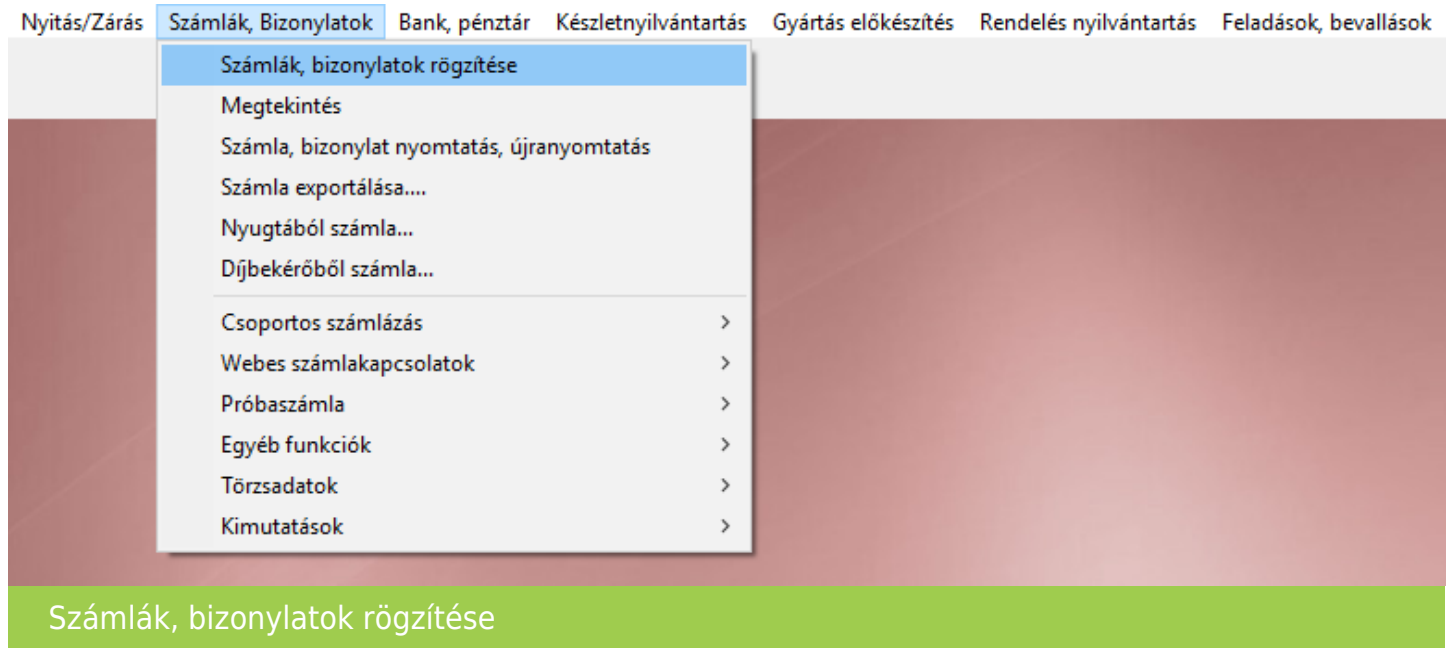 Nyitás/Zárás Számlák, Bizonylatok Bank, pénztár Készletnyilvántartás Gyártás előkészítés Rendelés nyilvántartás Feladások, bevallások
Számlák, bizonylatok rögzítése
Megtekintés
Számla, bizonylat nyomtatás, újranyomtatás
Számla exportálása....
Nyugtából számla...
Díjbekérőből számla...
Csoportos számlázás
Webes számlakapcsolatok
Próbaszámla
Egyéb funkciók
Törzsadatok
Kimutatások
Számlák, bizonylatok rögzítése